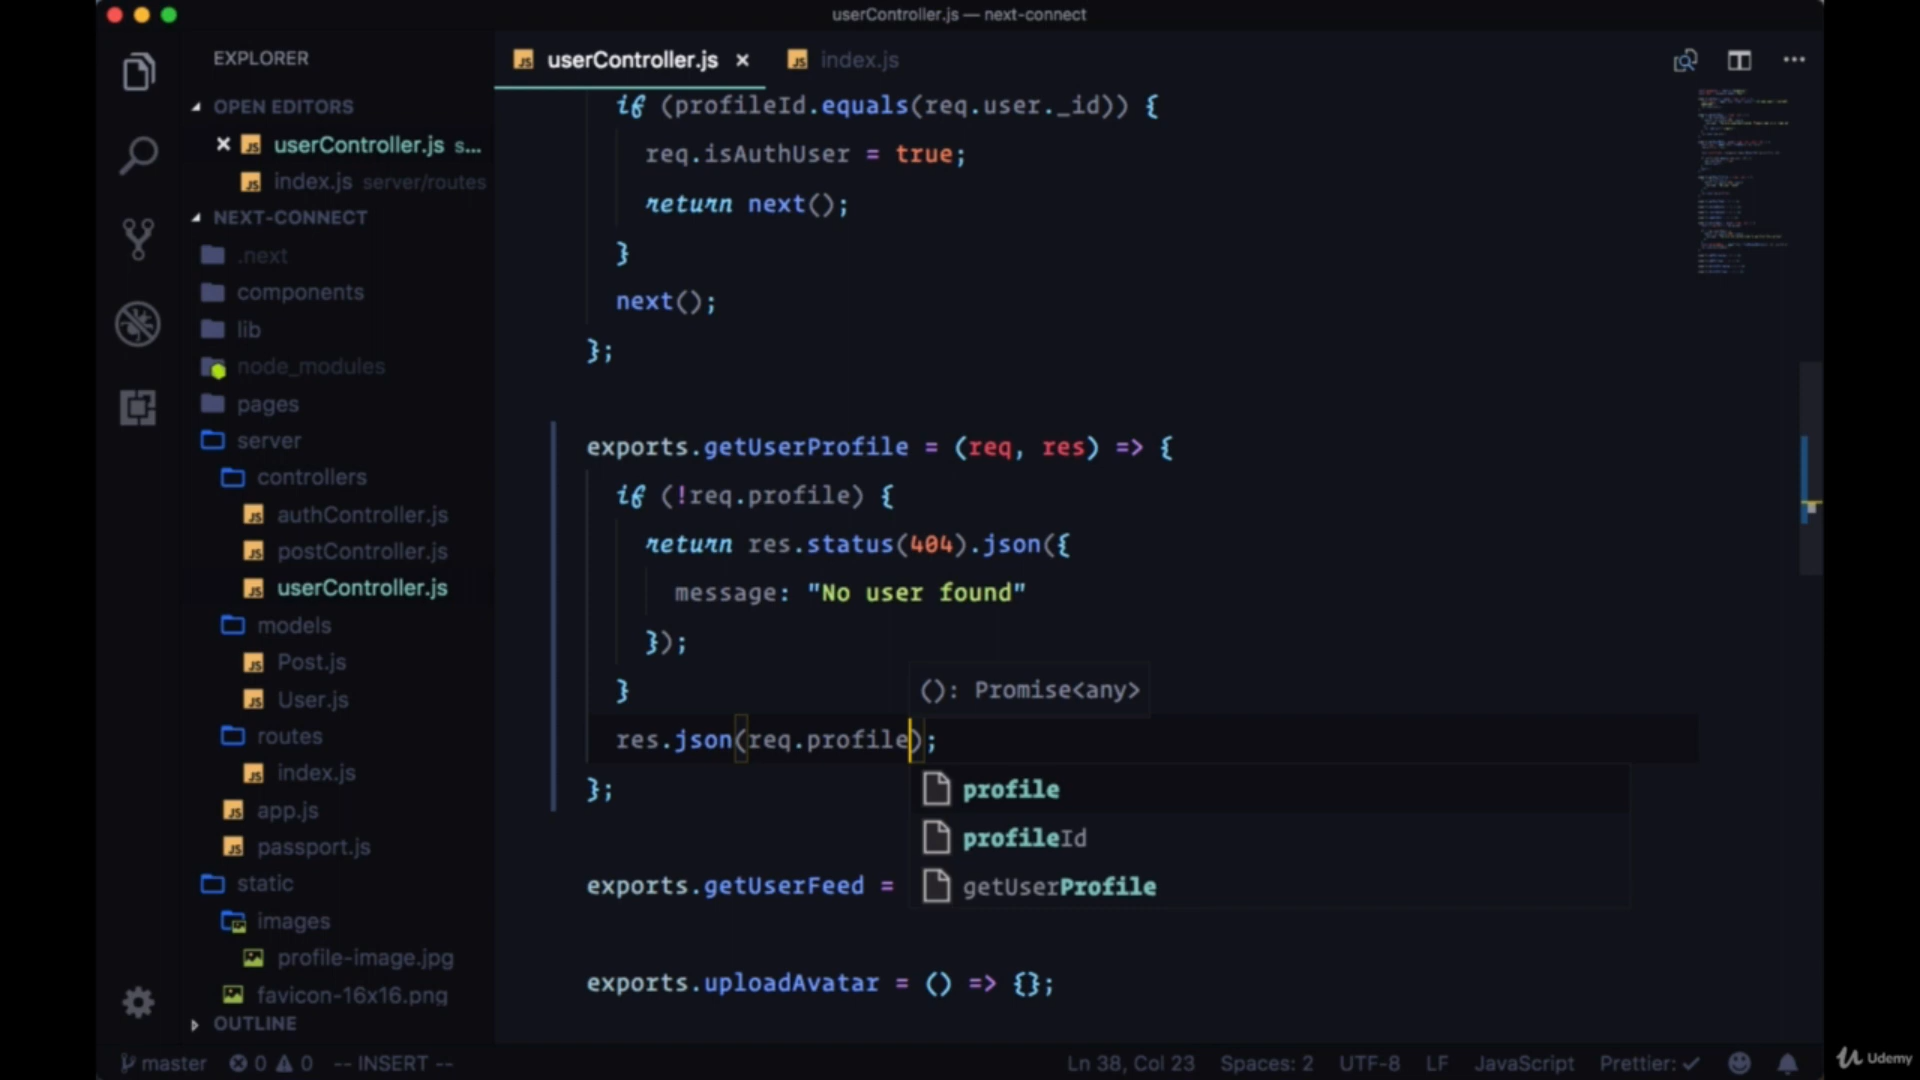 userController.js — next-connect
EXPLORER
OPEN EDITORS
userController.js s...
index.js server/routes
NEXT-CONNECT
.next
components
lib
node_modules
pages
server
controllers
authController.js
postController.js
userController.js
models
Post.js
User.js
routes
index.js
app.js
passport.js
static
images
profile-image.jpg
favicon-16x16.png
OUTLINE
userController.js
index.js
if (profileId.equals(req.user._id)) {
req.isAuthUser = true;
return next();
}
next();
};
exports.getUserProfile = (req, res) => {
if (!req.profile) {
return res.status(404).json({
message: "No user found"
});
}
(): Promise<any>
res.json(req.profile);
};
profile
profileId
getUserProfile
exports.getUserFeed =
exports.uploadAvatar = () => {};
master 0 0 -- INSERT --
Ln 38, Col 23 Spaces: 2 UTF-8 LF JavaScript Prettier: ✓
Udemy